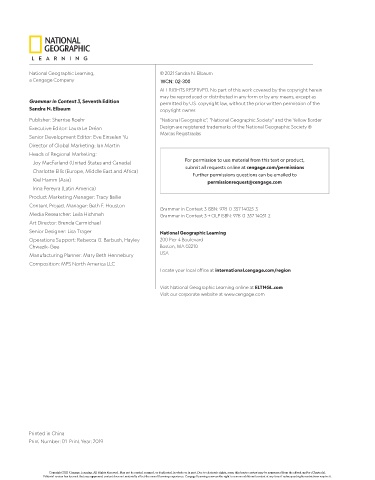 NATIONAL
GEOGRAPHIC
LEARNING
National Geographic Learning,
a Cengage Company
Grammar in Context 3, Seventh Edition
Sandra N. Elbaum
Publisher: Sherrise Roehr
Executive Editor: Laura Le Dréan
Senior Development Editor: Eve Einselen Yu
Director of Global Marketing: Ian Martin
Heads of Regional Marketing:
Joy MacFarland (United States and Canada)
Charlotte Ellis (Europe, Middle East and Africa)
Kiel Hamm (Asia)
Irina Pereyra (Latin America)
Product Marketing Manager: Tracy Bailie
Content Project Manager: Beth F. Houston
Media Researcher: Leila Hishmeh
Art Director: Brenda Carmichael
Senior Designer: Lisa Trager
Operations Support: Rebecca G. Barbush, Hayley
Chwazik-Gee
Manufacturing Planner: Mary Beth Hennebury
Composition: MPS North America LLC
© 2021 Sandra N. Elbaum
WCN: 02-300
ALL RIGHTS RESERVED. No part of this work covered by the copyright herein
may be reproduced or distributed in any form or by any means, except as
permitted by U.S. copyright law, without the prior written permission of the
copyright owner.
"National Geographic", "National Geographic Society" and the Yellow Border
Design are registered trademarks of the National Geographic Society ®
Marcas Registradas
For permission to use material from this text or product,
submit all requests online at cengage.com/permissions
Further permissions questions can be emailed to
permissionrequest@cengage.com
Grammar in Context 3 ISBN:
Grammar in Context 3 + OLP ISBN:
National Geographic Learning
200 Pier 4 Boulevard
Boston, MA 02210
USA
Locate your local office at international.cengage.com/region
Visit National Geographic Learning online at ELTNGL.com
Visit our corporate website at www.cengage.com
Printed in China
Print Number: 01 Print Year: 2019